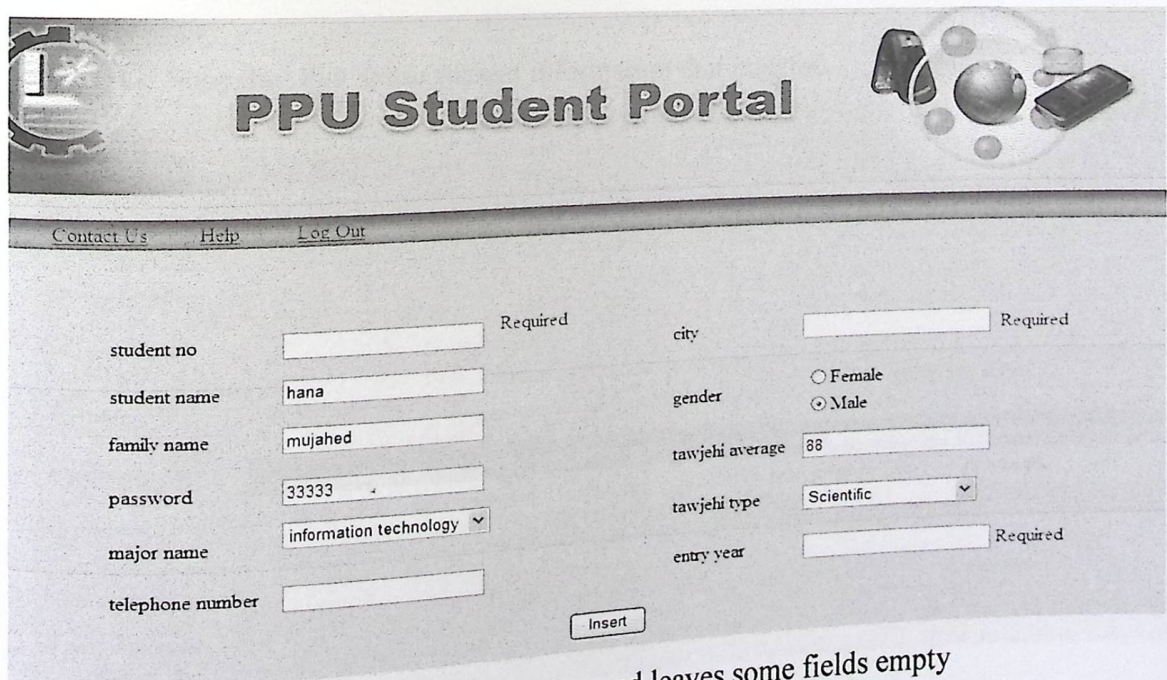 PPU Student Portal
Contact Us Help Log Out
student no Required
student name hana
family name mujahed
password 33333
major name information technology
telephone number
city Required
gender Female
Male
tawjehi average 88
tawjehi type Scientific
entry year Required
Insert
leaves some fields empty